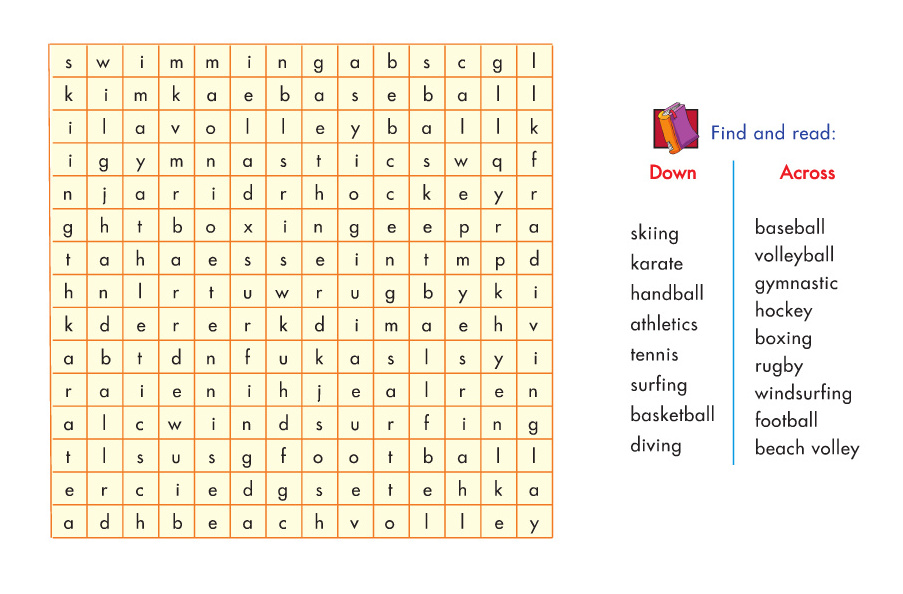 s w i m m i n g a b s c g l
k i m k a e b a s e b a l l
i l a v o l l e y b a l l k
i g y m n a s t i c s w q f
n j a r i d r h o c k e y r
g h t b o x i n g e e p r a
t a h a e s s e i n t m p d
h n l r t u w r u g b y k i
k d e r e r k d i m a e h v
a b t d n f u k a s l s y i
r a i e n i h j e a l r e n
a l c w i n d s u r f i n g
t l s u s g f o o t b a l l
e r c i e d g s e t e h k a
a d h b e a c h v o l l e y
Find and read:
Down
skiing
karate
handball
athletics
tennis
surfing
basketball
diving
Across
baseball
volleyball
gymnastic
hockey
boxing
rugby
windsurfing
football
beach volley